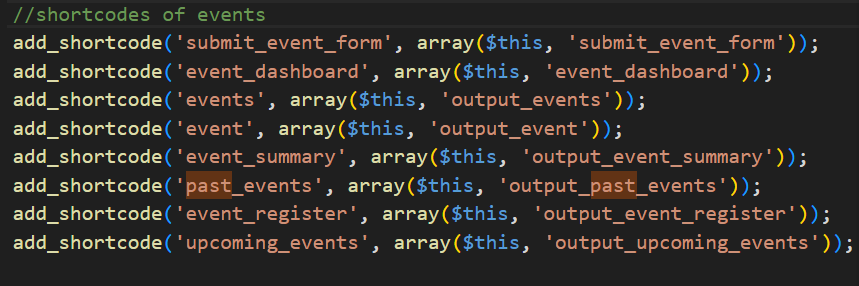 //shortcodes of events
add_shortcode('submit_event_form', array($this, 'submit_event_form'));
add_shortcode('event_dashboard', array($this, 'event_dashboard'));
add_shortcode('events', array($this, 'output_events'));
add_shortcode('event', array($this, 'output_event'));
add_shortcode('event_summary', array($this, 'output_event_summary'));
add_shortcode('past_events', array($this, 'output_past_events'));
add_shortcode('event_register', array($this, 'output_event_register'));
add_shortcode('upcoming_events', array($this, 'output_upcoming_events'));